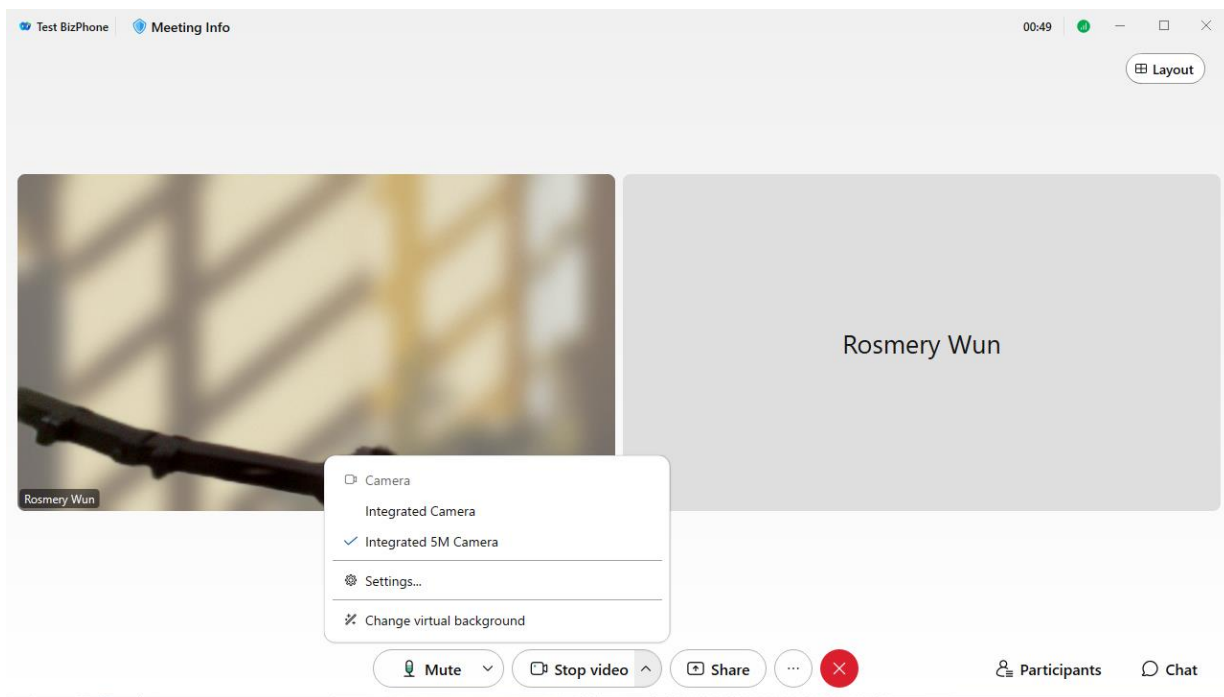 Test BizPhone
Meeting Info
00:49
Layout
Rosmery Wun
Rosmery Wun
Camera
Integrated Camera
Integrated 5M Camera
Settings...
Change virtual background
Mute
Stop video
Share
...
Participants
Chat